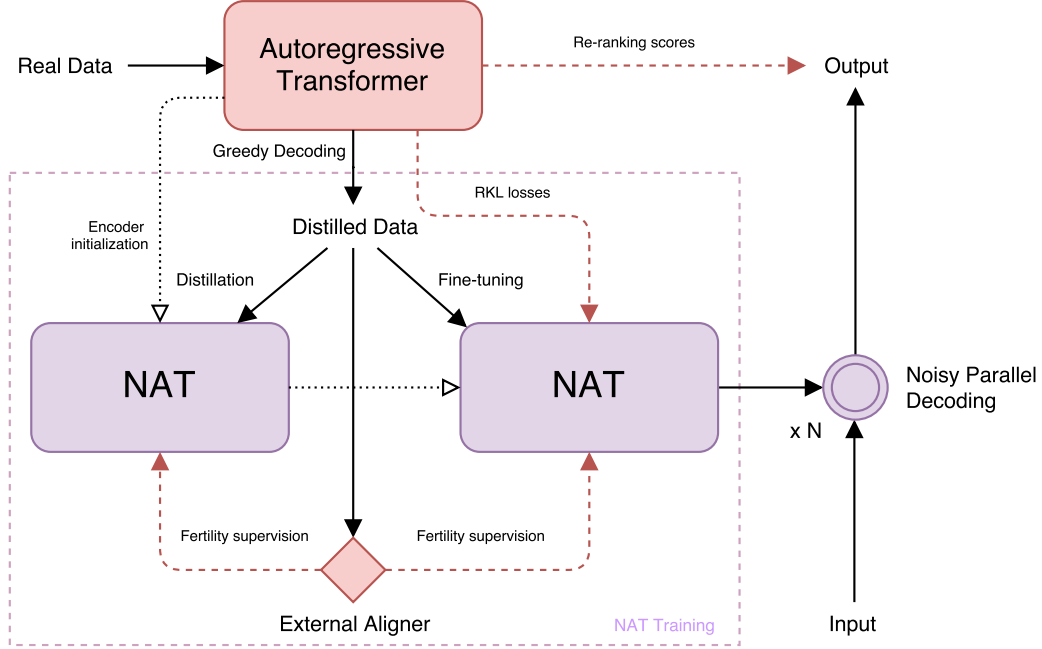 Real Data
Autoregressive
Transformer
Re-ranking scores
Output
Greedy Decoding
RKL losses
Encoder
initialization
Distilled Data
Distillation
Fine-tuning
NAT
NAT
Noisy Parallel
Decoding
x N
Fertility supervision
Fertility supervision
External Aligner
NAT Training
Input